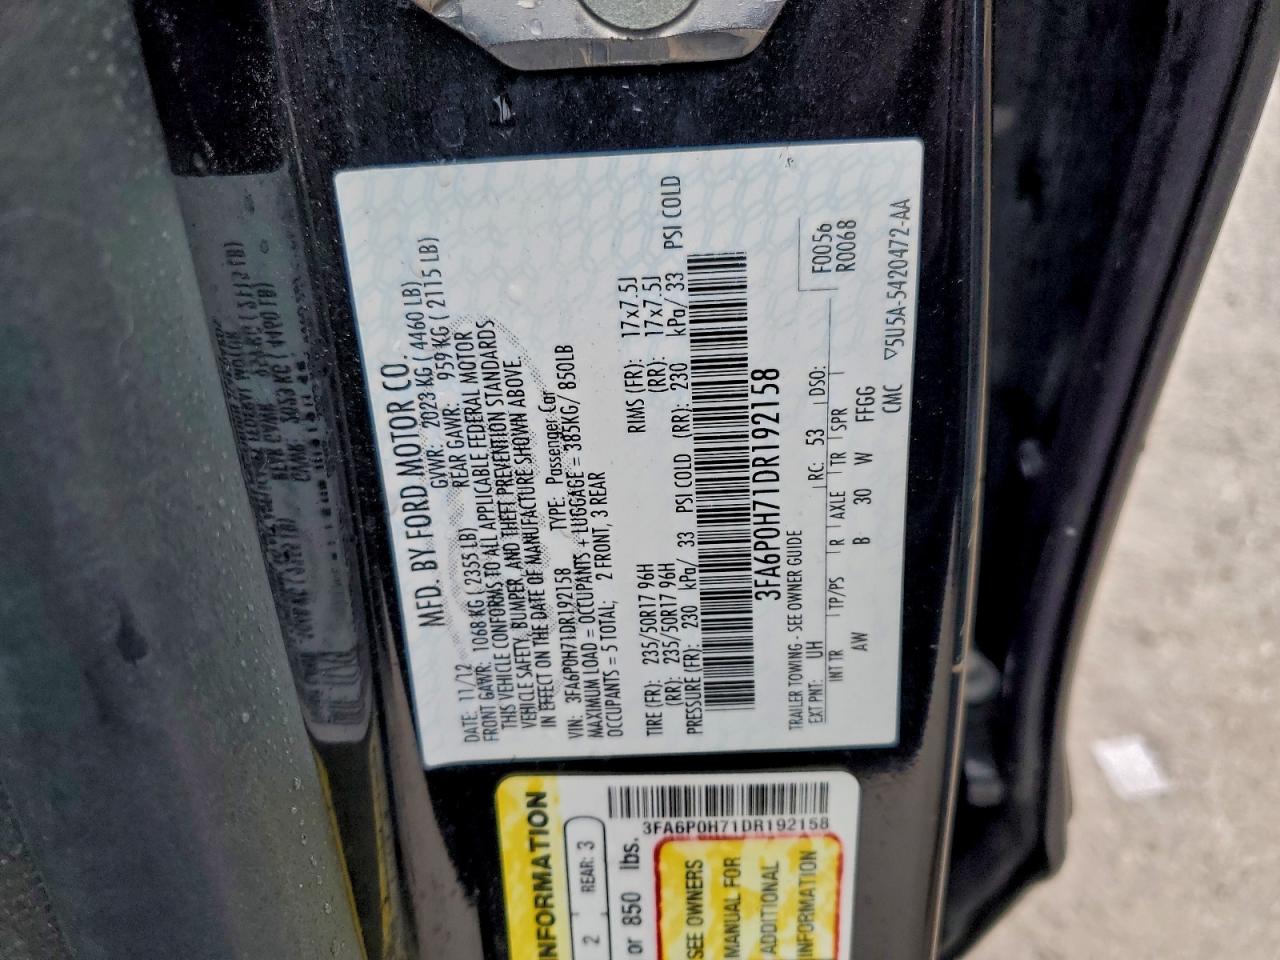 MFD. BY FORD MOTOR CO.
DATE: 11/12 GVWR: 2023 KG ( 4460 LB)
FRONT GAWR: 1068 KG ( 2355 LB) REAR GAWR: 959 KG ( 2115 LB)
THIS VEHICLE CONFORMS TO ALL APPLICABLE FEDERAL MOTOR
VEHICLE SAFETY, BUMPER, AND THEFT PREVENTION STANDARDS
IN EFFECT ON THE DATE OF MANUFACTURE SHOWN ABOVE.
VIN: 3FA6P0H71DR192158 TYPE: Passenger Car
MAXIMUM LOAD = OCCUPANTS + LUGGAGE = 385KG/ 850LB
OCCUPANTS = 5 TOTAL; 2 FRONT, 3 REAR
TIRE (FR): 235/50R17 96H RIMS (FR): 17x7.5J
(RR): 235/50R17 96H (RR): 17x7.5J
PRESSURE (FR): 230 kPa/ 33 PSI COLD (RR): 230 kPa/ 33 PSI COLD
3FA6P0H71DR192158
TRAILER TOWING - SEE OWNER GUIDE
F0056
R0068
EXT PNT: UH RC: 53 DSO:
INT TR TP/PS R AXLE TR SPR
AW B 30 W FFGG
CMC ▽5U5A-5420472-AA
INFORMATION
2 REAR: 3
or 850 lbs.
3FA6P0H71DR192158
SEE OWNERS
MANUAL FOR
ADDITIONAL
INFORMATION